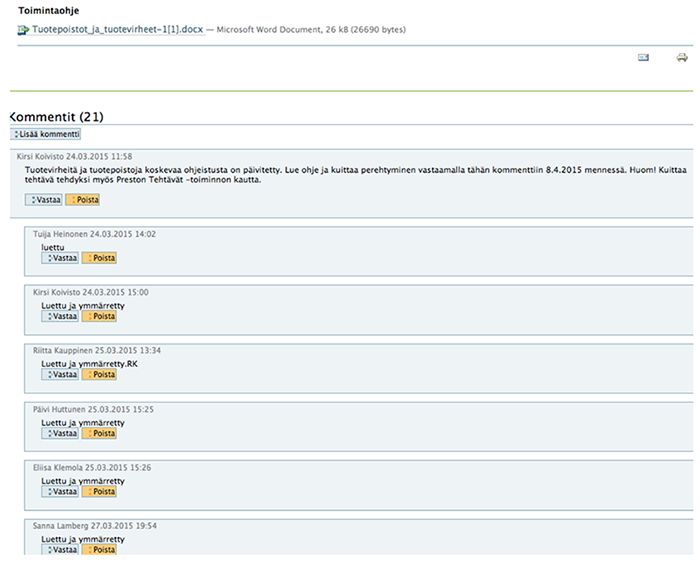 Toimintaohje
Tuotepoistot_ja_tuotevirheet-1[1].docx — Microsoft Word Document, 26 kB (26690 bytes)
Kommentit (21)
Lisää kommentti
Kirsi Koivisto 24.03.2015 11:58
Tuotevirheitä ja tuotepoistoja koskevaa ohjeistusta on päivitetty. Lue ohje ja kuittaa perehtyminen vastaamalla tähän kommenttiin 8.4.2015 mennessä. Huom! Kuittaa
tehtävä tehdyksi myös Preston Tehtävät -toiminnon kautta.
Vastaa Poista
Tuija Heinonen 24.03.2015 14:02
luettu
Vastaa Poista
Kirsi Koivisto 24.03.2015 15:00
Luettu ja ymmärretty
Vastaa Poista
Riitta Kauppinen 25.03.2015 13:34
Luettu ja ymmärretty.RK
Vastaa Poista
Päivi Huttunen 25.03.2015 15:25
Luettu ja ymmärretty
Vastaa Poista
Eliisa Klemola 25.03.2015 15:26
Luettu ja ymmärretty
Vastaa Poista
Sanna Lamberg 27.03.2015 19:54
Luettu ja ymmärretty
Vastaa Poista